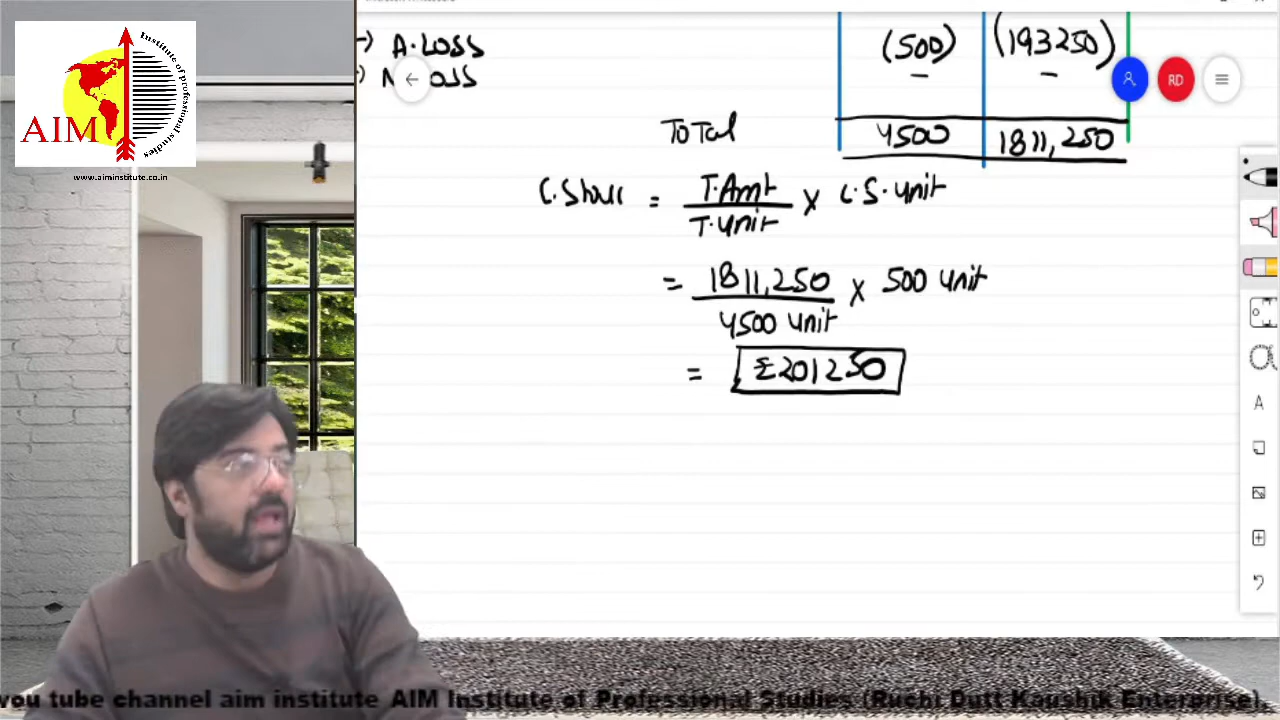 Institute of professional studies
AIM
www.aiminstitute.co.in
A.LOSS (500) (193250)
N LOSS - -
RD
Total 4500 1811,250
C.Stock = T.Amt / T.Unit × C.S.Unit
= 1811,250 / 4500 Unit × 500 Unit
= ₹201250
A
you tube channel aim institute AIM Institute of Professional Studies (Ruchi Dutt Kaushik Enterprise).